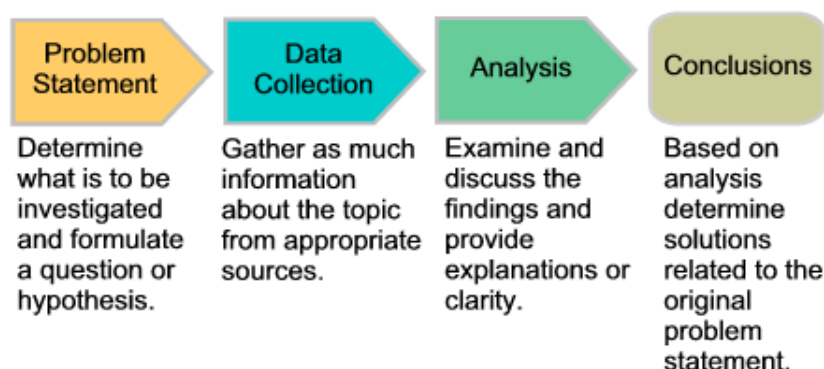 Problem
Statement
Data
Collection
Analysis
Conclusions
Determine
what is to be
investigated
and formulate
a question or
hypothesis.
Gather as much
information
about the topic
from appropriate
sources.
Examine and
discuss the
findings and
provide
explanations or
clarity.
Based on
analysis
determine
solutions
related to the
original
problem
statement.